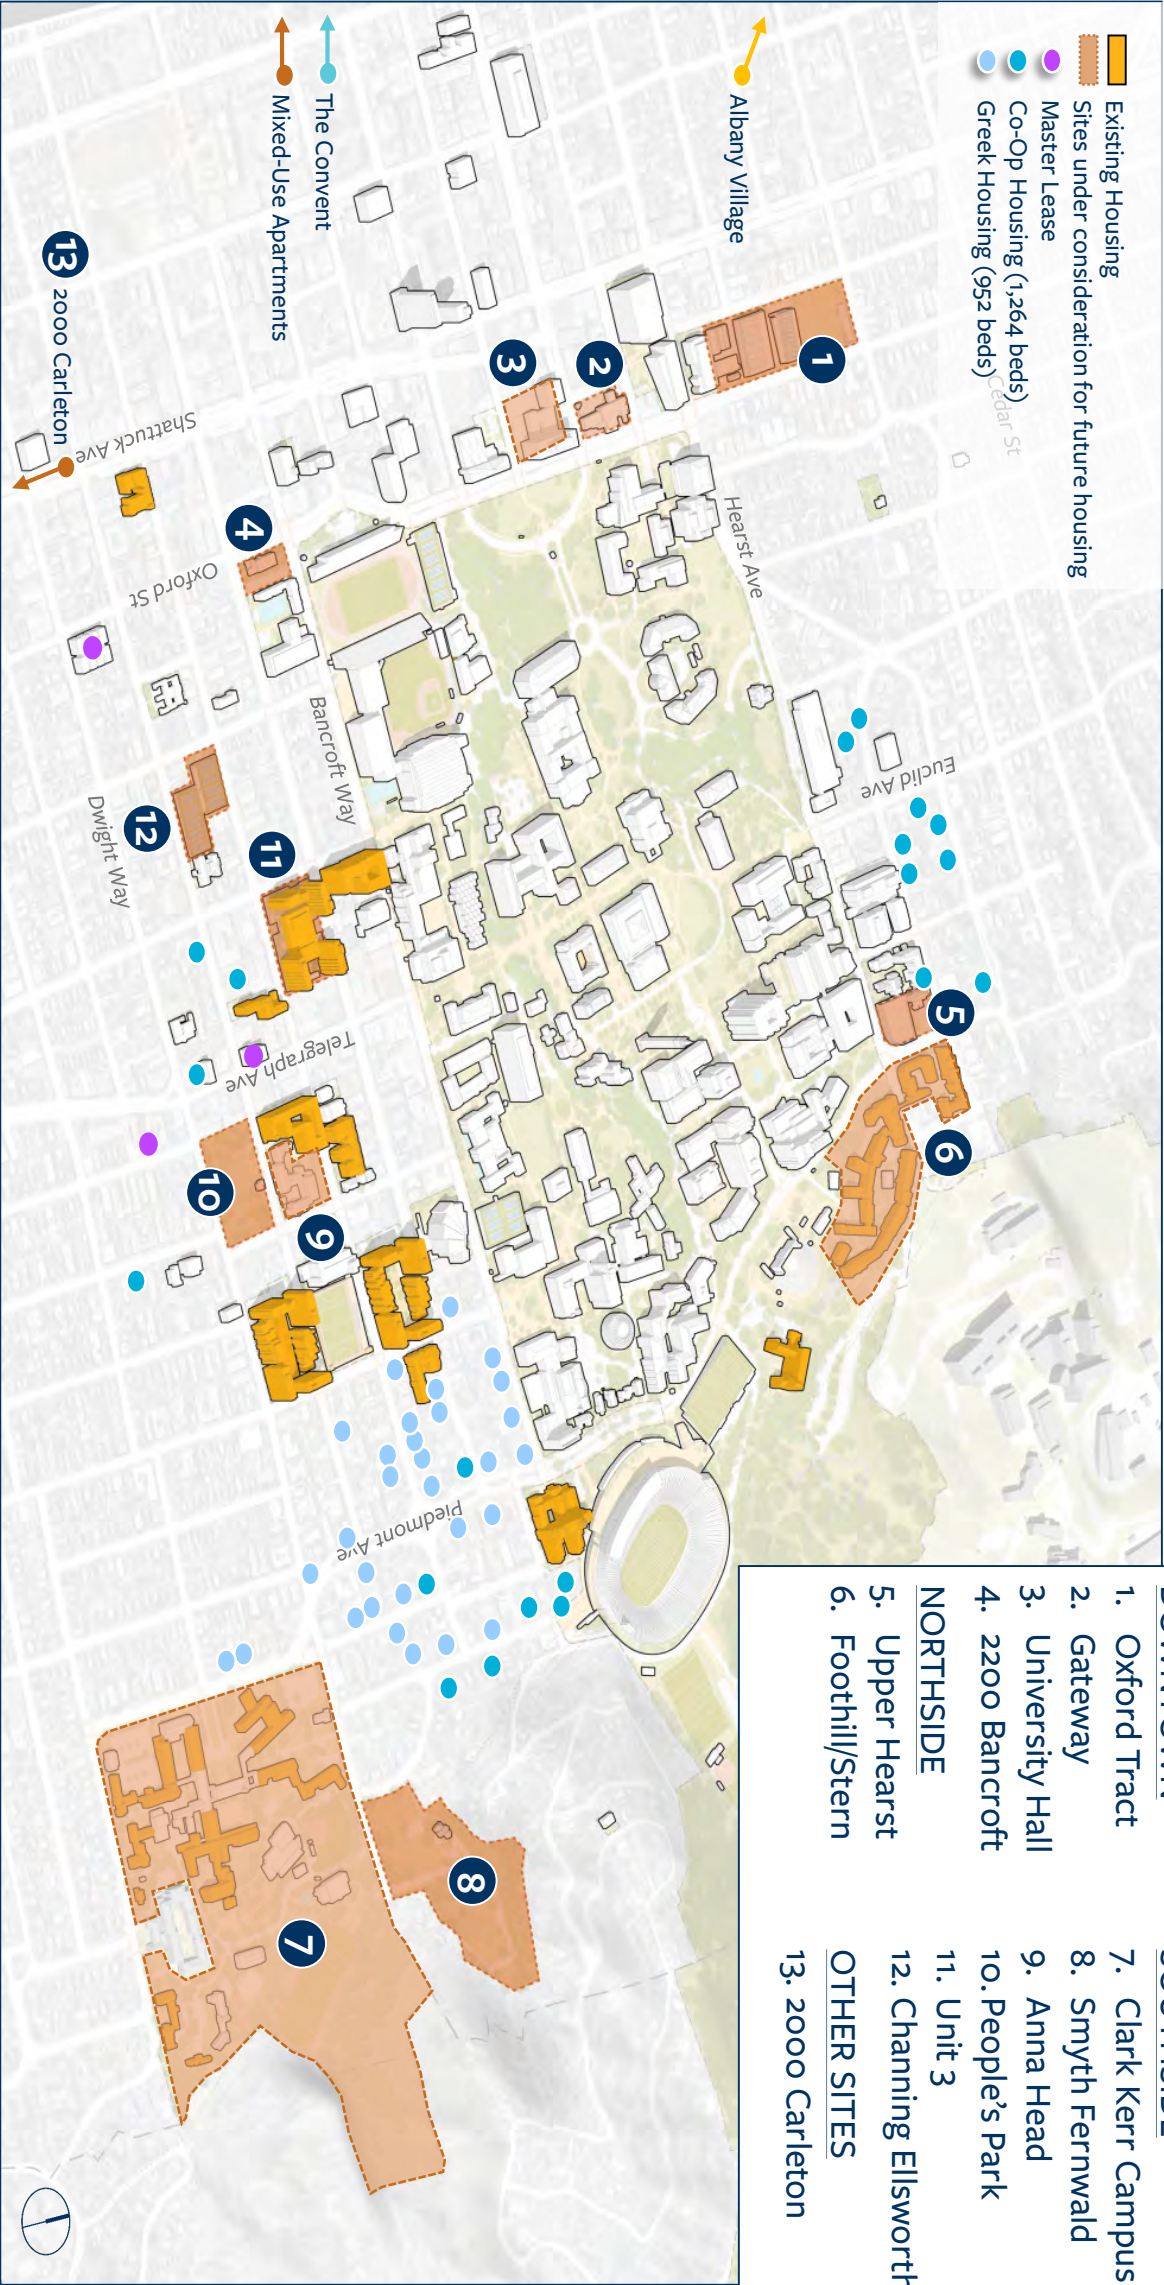 Existing Housing
Sites under consideration for future housing
Master Lease
Co-Op Housing (1,264 beds)
Greek Housing (952 beds)
Cedar St
Albany Village
The Convent
Mixed-Use Apartments
13 2000 Carleton
Shattuck Ave
Oxford St
Hearst Ave
Euclid Ave
Bancroft Way
Dwight Way
Telegraph Ave
Piedmont Ave
1
2
3
4
5
6
7
8
9
10
11
12
1. Oxford Tract
2. Gateway
3. University Hall
4. 2200 Bancroft
NORTHSIDE
5. Upper Hearst
6. Foothill/Stern
7. Clark Kerr Campus
8. Smyth Fernwald
9. Anna Head
10. People's Park
11. Unit 3
12. Channing Ellsworth
OTHER SITES
13. 2000 Carleton